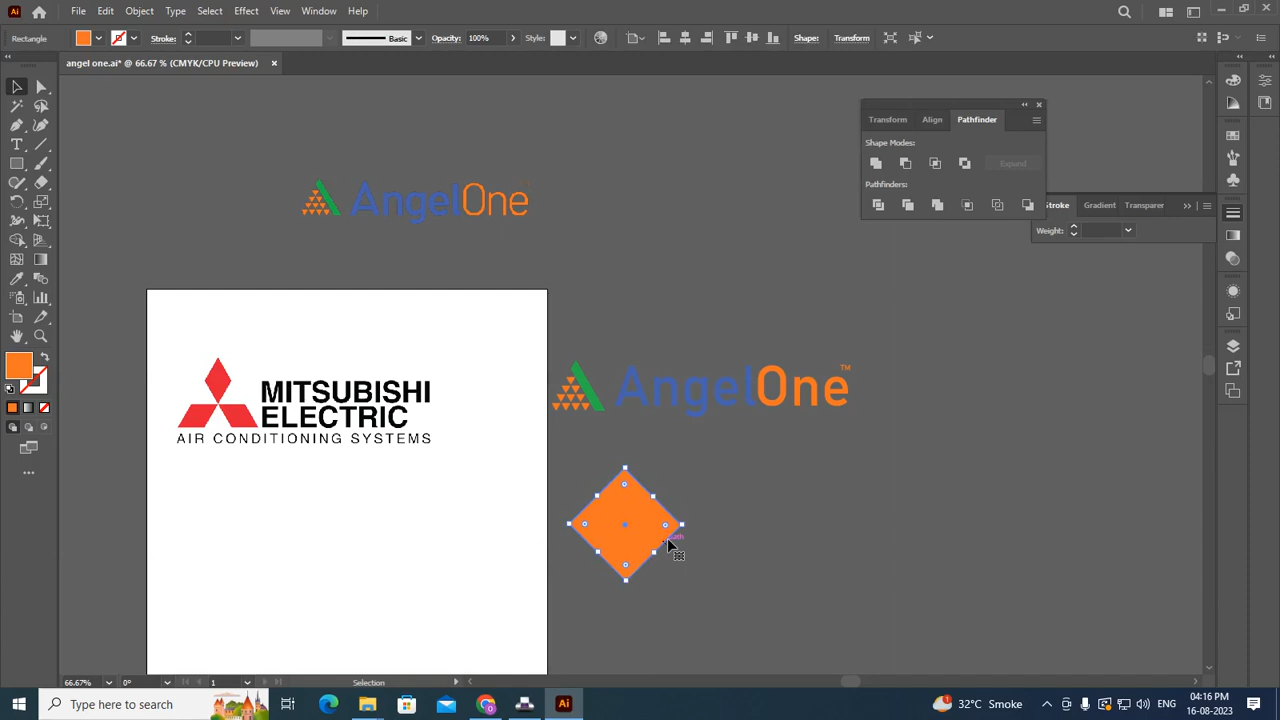 Ai File Edit Object Type Select Effect View Window Help
Rectangle Stroke: Basic Opacity: 100% Style: Shape: Transform
angel one.ai* @ 66.67 % (CMYK/CPU Preview) ×
Transform Align Pathfinder
Shape Modes:
Expand
Pathfinders:
Stroke Gradient Transparer
Weight:
AngelOne
MITSUBISHI
ELECTRIC
AIR CONDITIONING SYSTEMS
AngelOne™
66.67% 0° 1 Selection
Type here to search
Ai
32°C Smoke
ENG
04:16 PM
16-08-2023